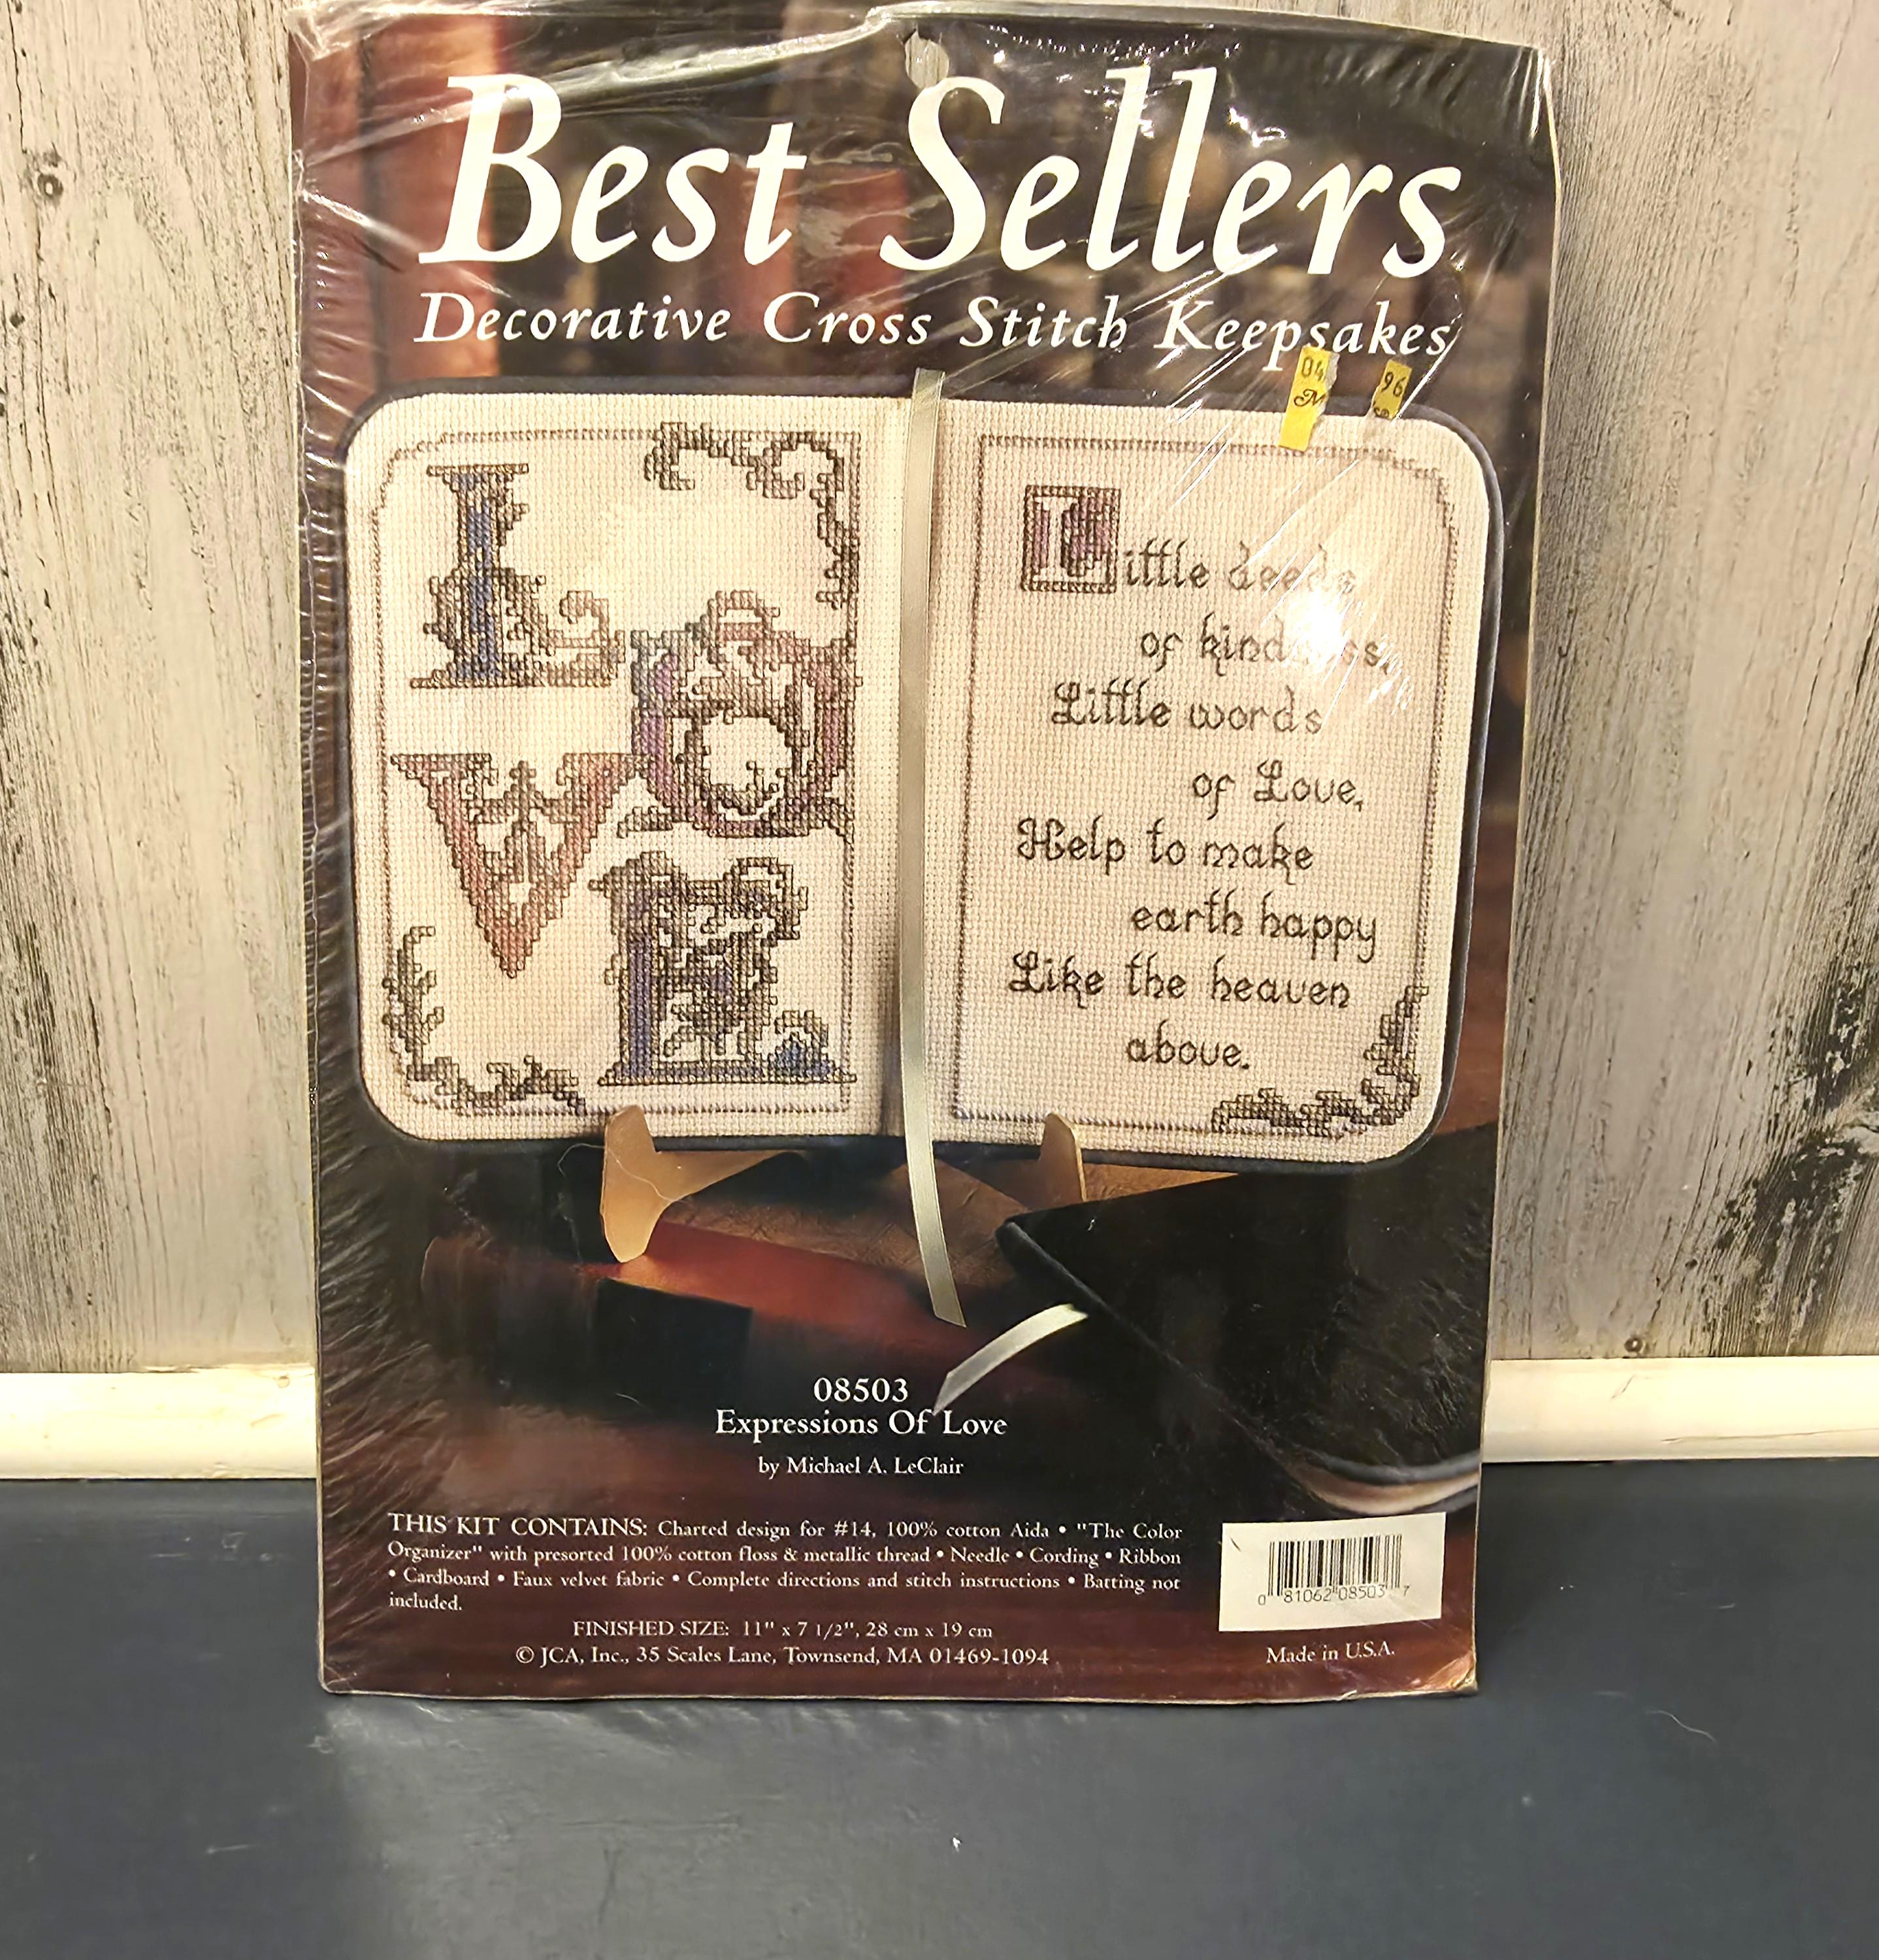 Best Sellers
Decorative Cross Stitch Keepsakes
04
96
M
LOVE
Little deeds
of kindness,
Little words
of Love,
Help to make
earth happy
Like the heaven
above.
08503
Expressions Of Love
by Michael A. LeClair
THIS KIT CONTAINS: Charted design for #14, 100% cotton Aida • "The Color
Organizer" with presorted 100% cotton floss & metallic thread • Needle • Cording • Ribbon
• Cardboard • Faux velvet fabric • Complete directions and stitch instructions • Batting not
included.
FINISHED SIZE: 11" x 7 1/2", 28 cm x 19 cm
© JCA, Inc., 35 Scales Lane, Townsend, MA 01469-1094
0 81062 08503 7
Made in U.S.A.